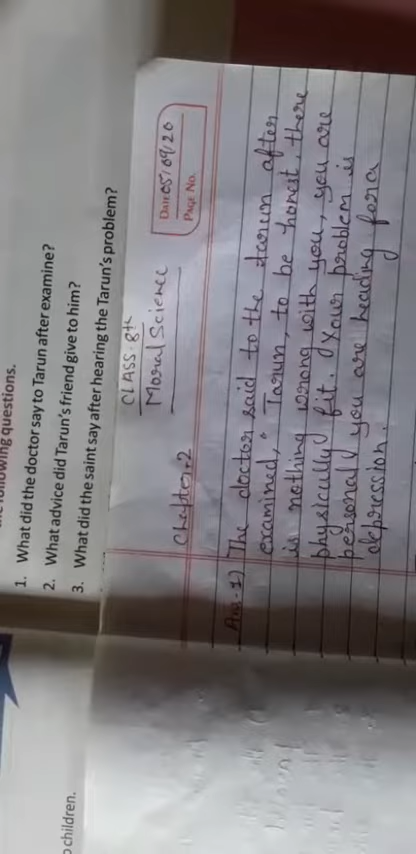 following questions.
1. What did the doctor say to Tarun after examine?
2. What advice did Tarun's friend give to him?
3. What did the saint say after hearing the Tarun's problem?
children.
CLASS-8th
Moral Science
Date 05/09/20
Page No.
Chapter-2
Ans-1) The doctor said to the tarun after
examined, "Tarun, to be honest, there
is nothing wrong with you, you are
physically fit. Your problem is
personal you are heading for a
depression.